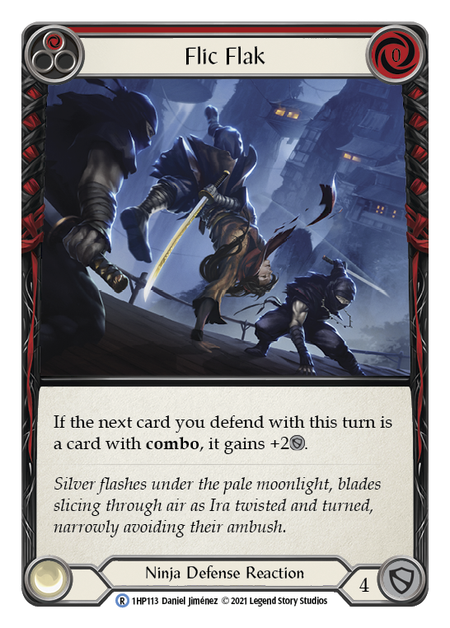 Flic Flak
0
If the next card you defend with this turn is
a card with combo, it gains +2.
Silver flashes under the pale moonlight, blades
slicing through air as Ira twisted and turned,
narrowly avoiding their ambush.
Ninja Defense Reaction
4
R 1HP113 Daniel Jiménez © 2021 Legend Story Studios